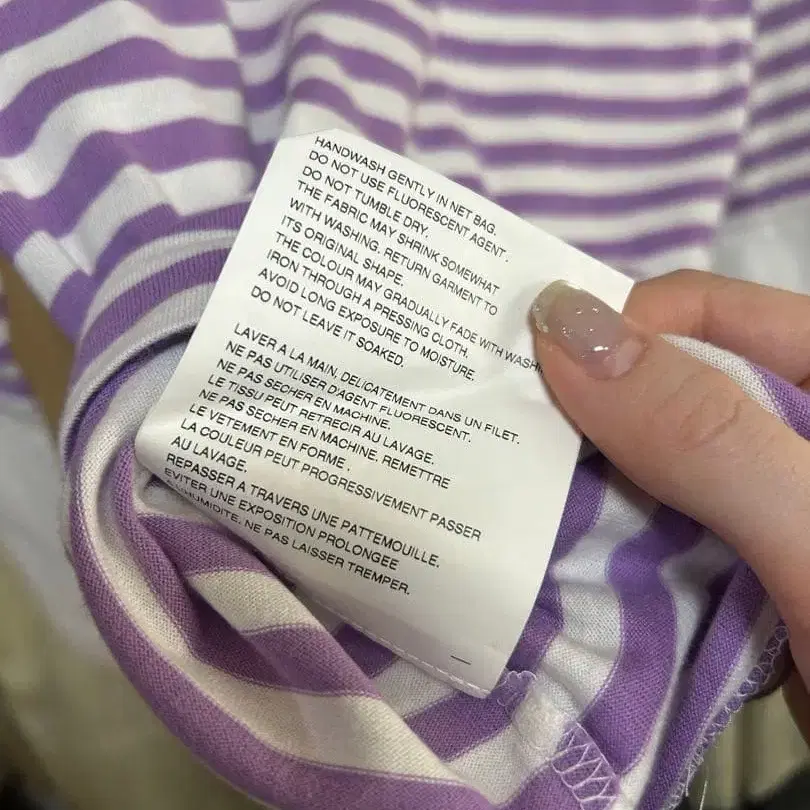 HANDWASH GENTLY IN NET BAG.
DO NOT USE FLUORESCENT AGENT.
DO NOT TUMBLE DRY.
THE FABRIC MAY SHRINK SOMEWHAT
WITH WASHING. RETURN GARMENT TO
ITS ORIGINAL SHAPE.
THE COLOUR MAY GRADUALLY FADE WITH
IRON THROUGH A PRESSING CLOTH.
AVOID LONG EXPOSURE TO MOISTURE.
DO NOT LEAVE IT SOAKED.
LAVER A LA MAIN, DELICATEMENT DANS UN FILET.
NE PAS UTILISER D'AGENT FLUORESCENT.
NE PAS SECHER EN MACHINE.
LE TISSU PEUT RETRECIR AU LAVAGE.
NE PAS SECHER EN MACHINE. REMETTRE
LE VETEMENT EN FORME.
LA COULEUR PEUT PROGRESSIVEMENT PASSER
AU LAVAGE.
REPASSER A TRAVERS UNE PATTEMOUILLE.
EVITER UNE EXPOSITION PROLONGEE
A L'HUMIDITE. NE PAS LAISSER TREMPER.